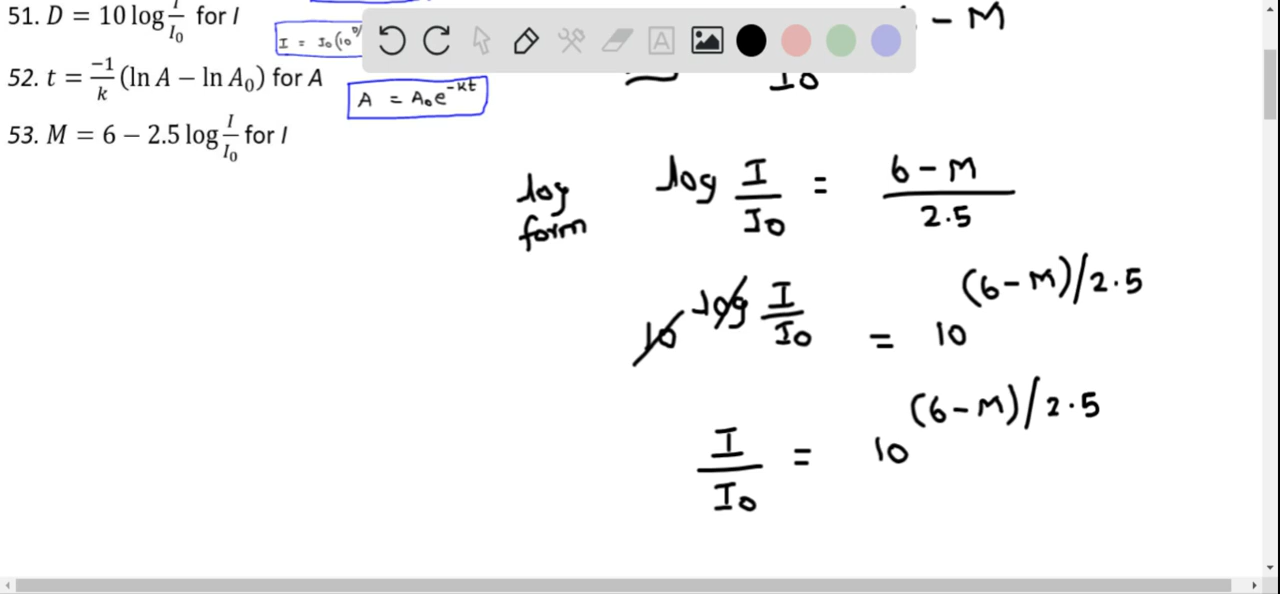 51. D = 10 log I/I₀ for I
I = I₀(10^D/
52. t = -1/k (ln A − ln A₀) for A
A = A₀e^-kt
53. M = 6 − 2.5 log I/I₀ for I
- M
I₀
log form
log I/I₀ = 6 - M / 2.5
10^log I/I₀ = 10^(6-M)/2.5
I/I₀ = 10^(6-M)/2.5